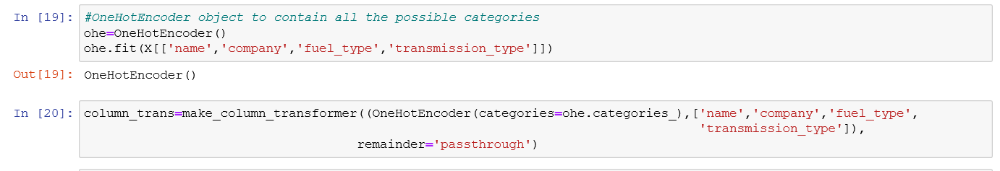 In [19]: #OneHotEncoder object to contain all the possible categories
ohe=OneHotEncoder()
ohe.fit(X[['name','company','fuel_type','transmission_type']])
Out[19]: OneHotEncoder()
In [20]: column_trans=make_column_transformer((OneHotEncoder(categories=ohe.categories_),['name','company','fuel_type',
'transmission_type']),
remainder='passthrough')